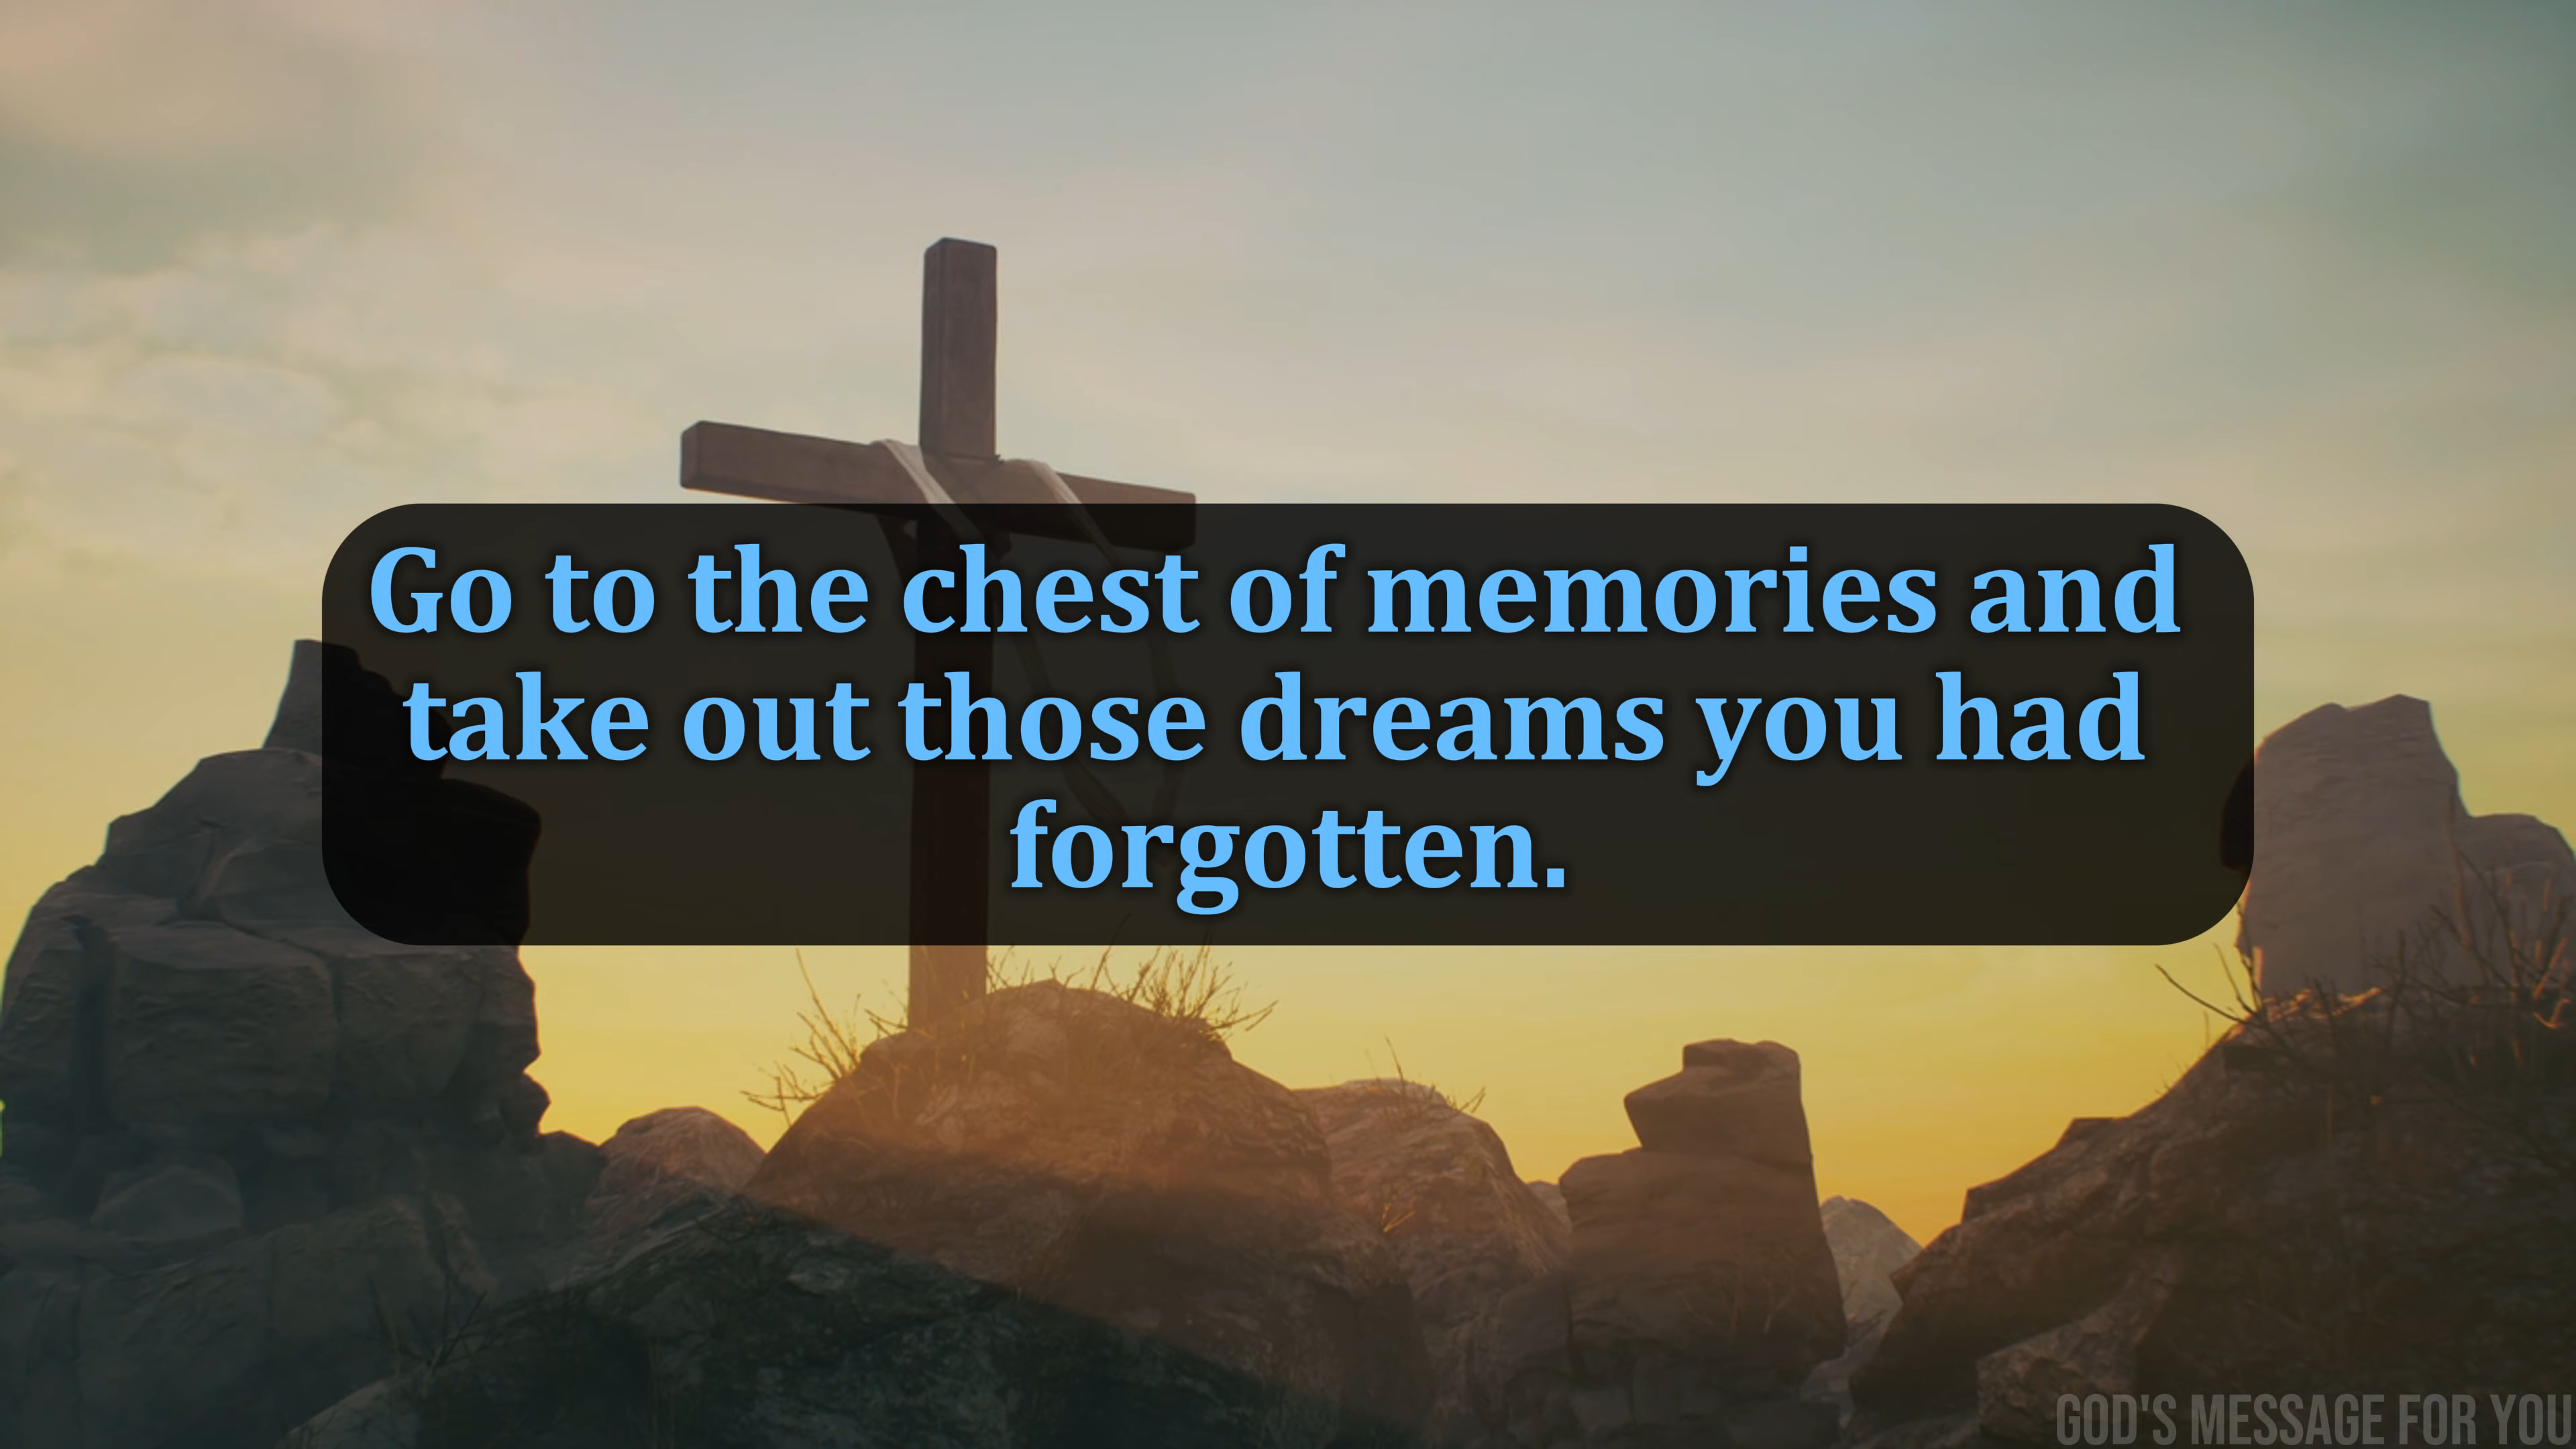 Go to the chest of memories and
take out those dreams you had
forgotten.
GOD'S MESSAGE FOR YOU